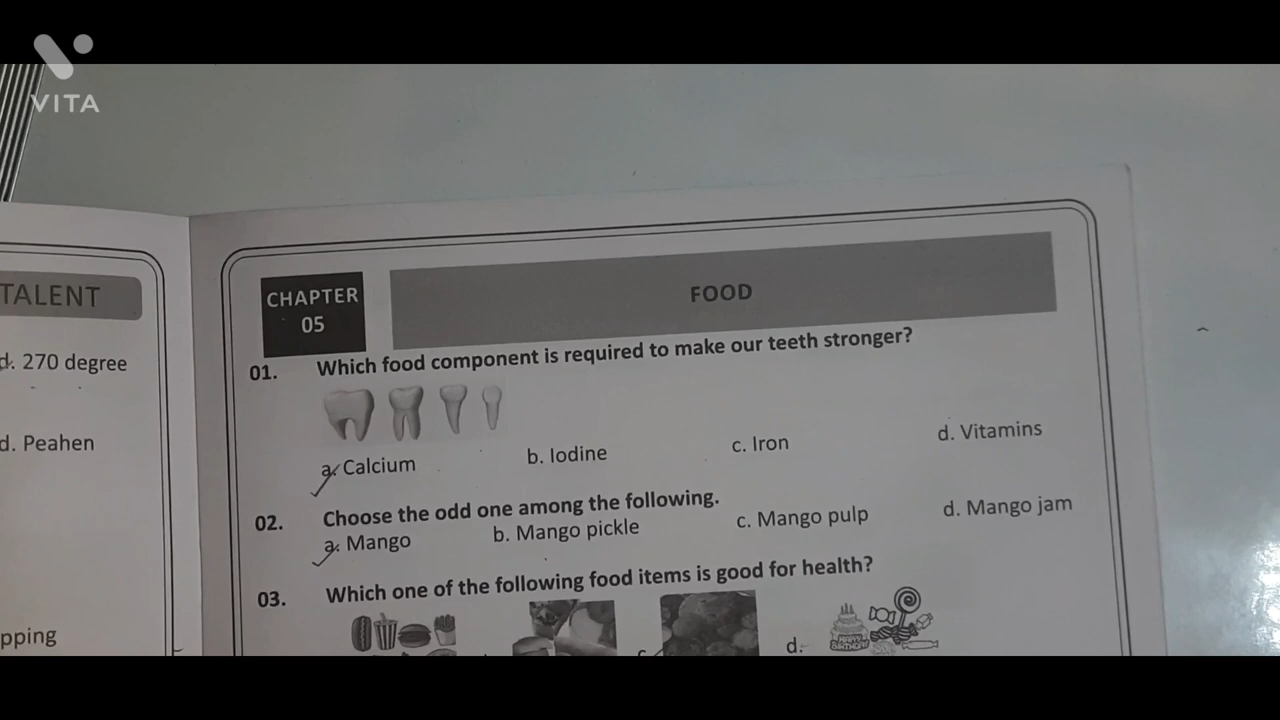 VITA
TALENT
d. 270 degree
d. Peahen
pping
CHAPTER
05
FOOD
01. Which food component is required to make our teeth stronger?
a. Calcium b. Iodine c. Iron d. Vitamins
02. Choose the odd one among the following.
a. Mango b. Mango pickle c. Mango pulp d. Mango jam
03. Which one of the following food items is good for health?
d.
HAPPY
BIRTHDAY